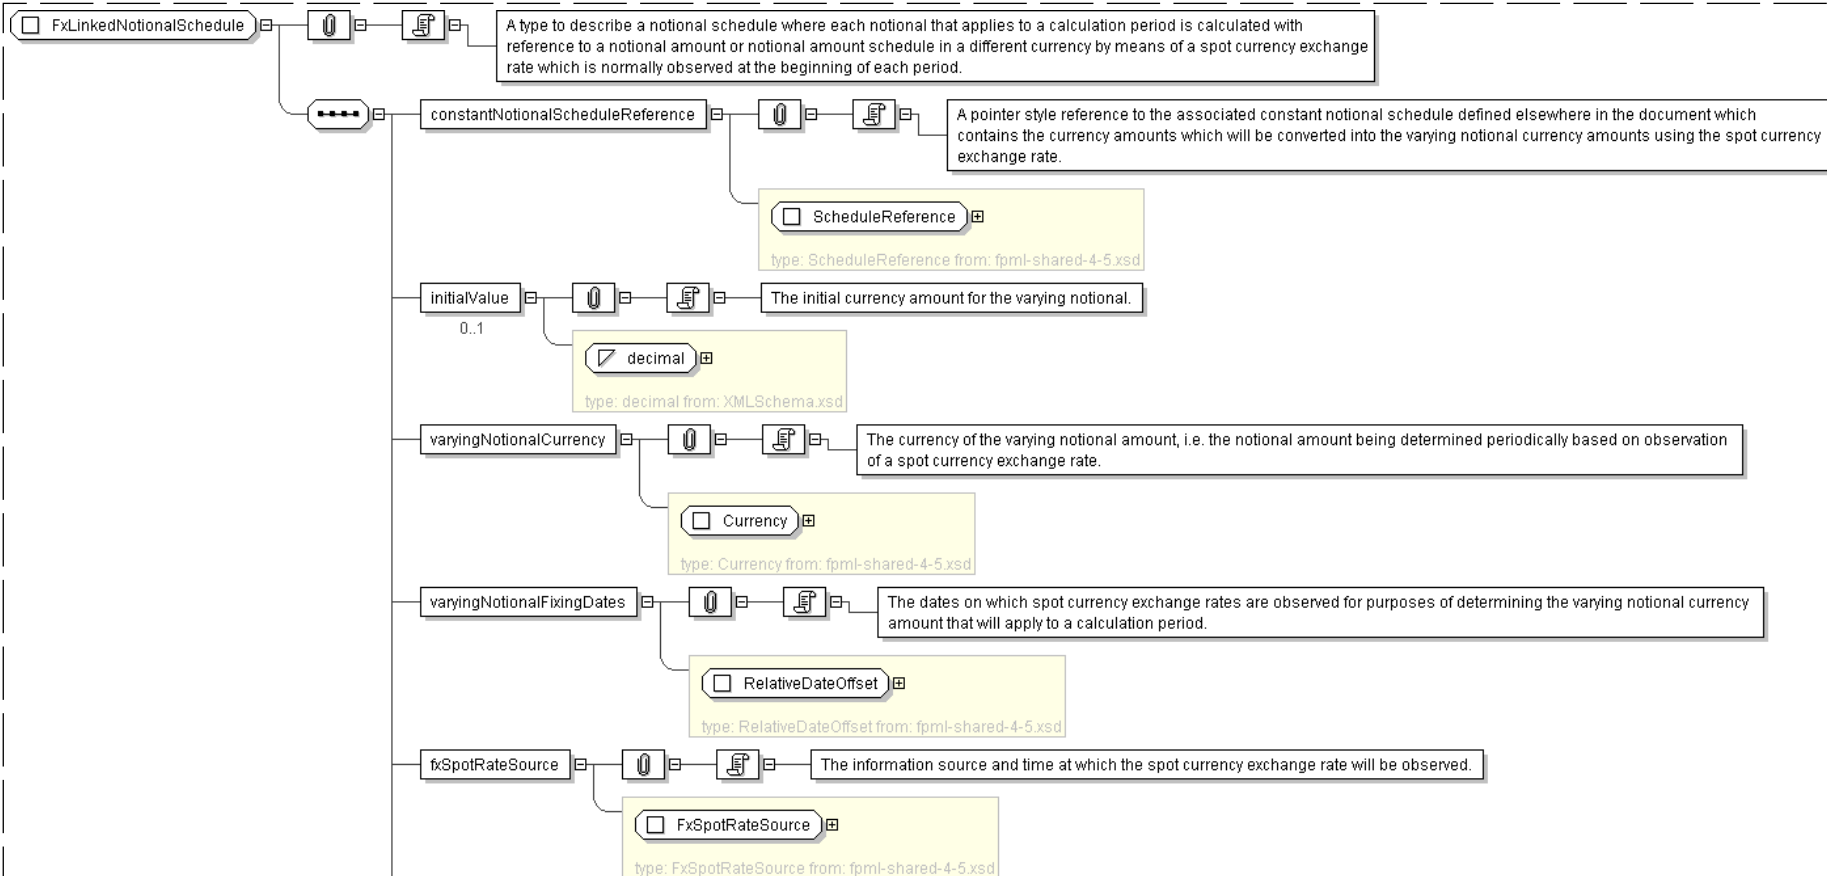 FxLinkedNotionalSchedule
A type to describe a notional schedule where each notional that applies to a calculation period is calculated with
reference to a notional amount or notional amount schedule in a different currency by means of a spot currency exchange
rate which is normally observed at the beginning of each period.
constantNotionalScheduleReference
A pointer style reference to the associated constant notional schedule defined elsewhere in the document which
contains the currency amounts which will be converted into the varying notional currency amounts using the spot currency
exchange rate.
ScheduleReference
type: ScheduleReference from: fpml-shared-4-5.xsd
initialValue
The initial currency amount for the varying notional.
0..1
decimal
type: decimal from: XMLSchema.xsd
varyingNotionalCurrency
The currency of the varying notional amount, i.e. the notional amount being determined periodically based on observation
of a spot currency exchange rate.
Currency
type: Currency from: fpml-shared-4-5.xsd
varyingNotionalFixingDates
The dates on which spot currency exchange rates are observed for purposes of determining the varying notional currency
amount that will apply to a calculation period.
RelativeDateOffset
type: RelativeDateOffset from: fpml-shared-4-5.xsd
fxSpotRateSource
The information source and time at which the spot currency exchange rate will be observed.
FxSpotRateSource
type: FxSpotRateSource from: fpml-shared-4-5.xsd